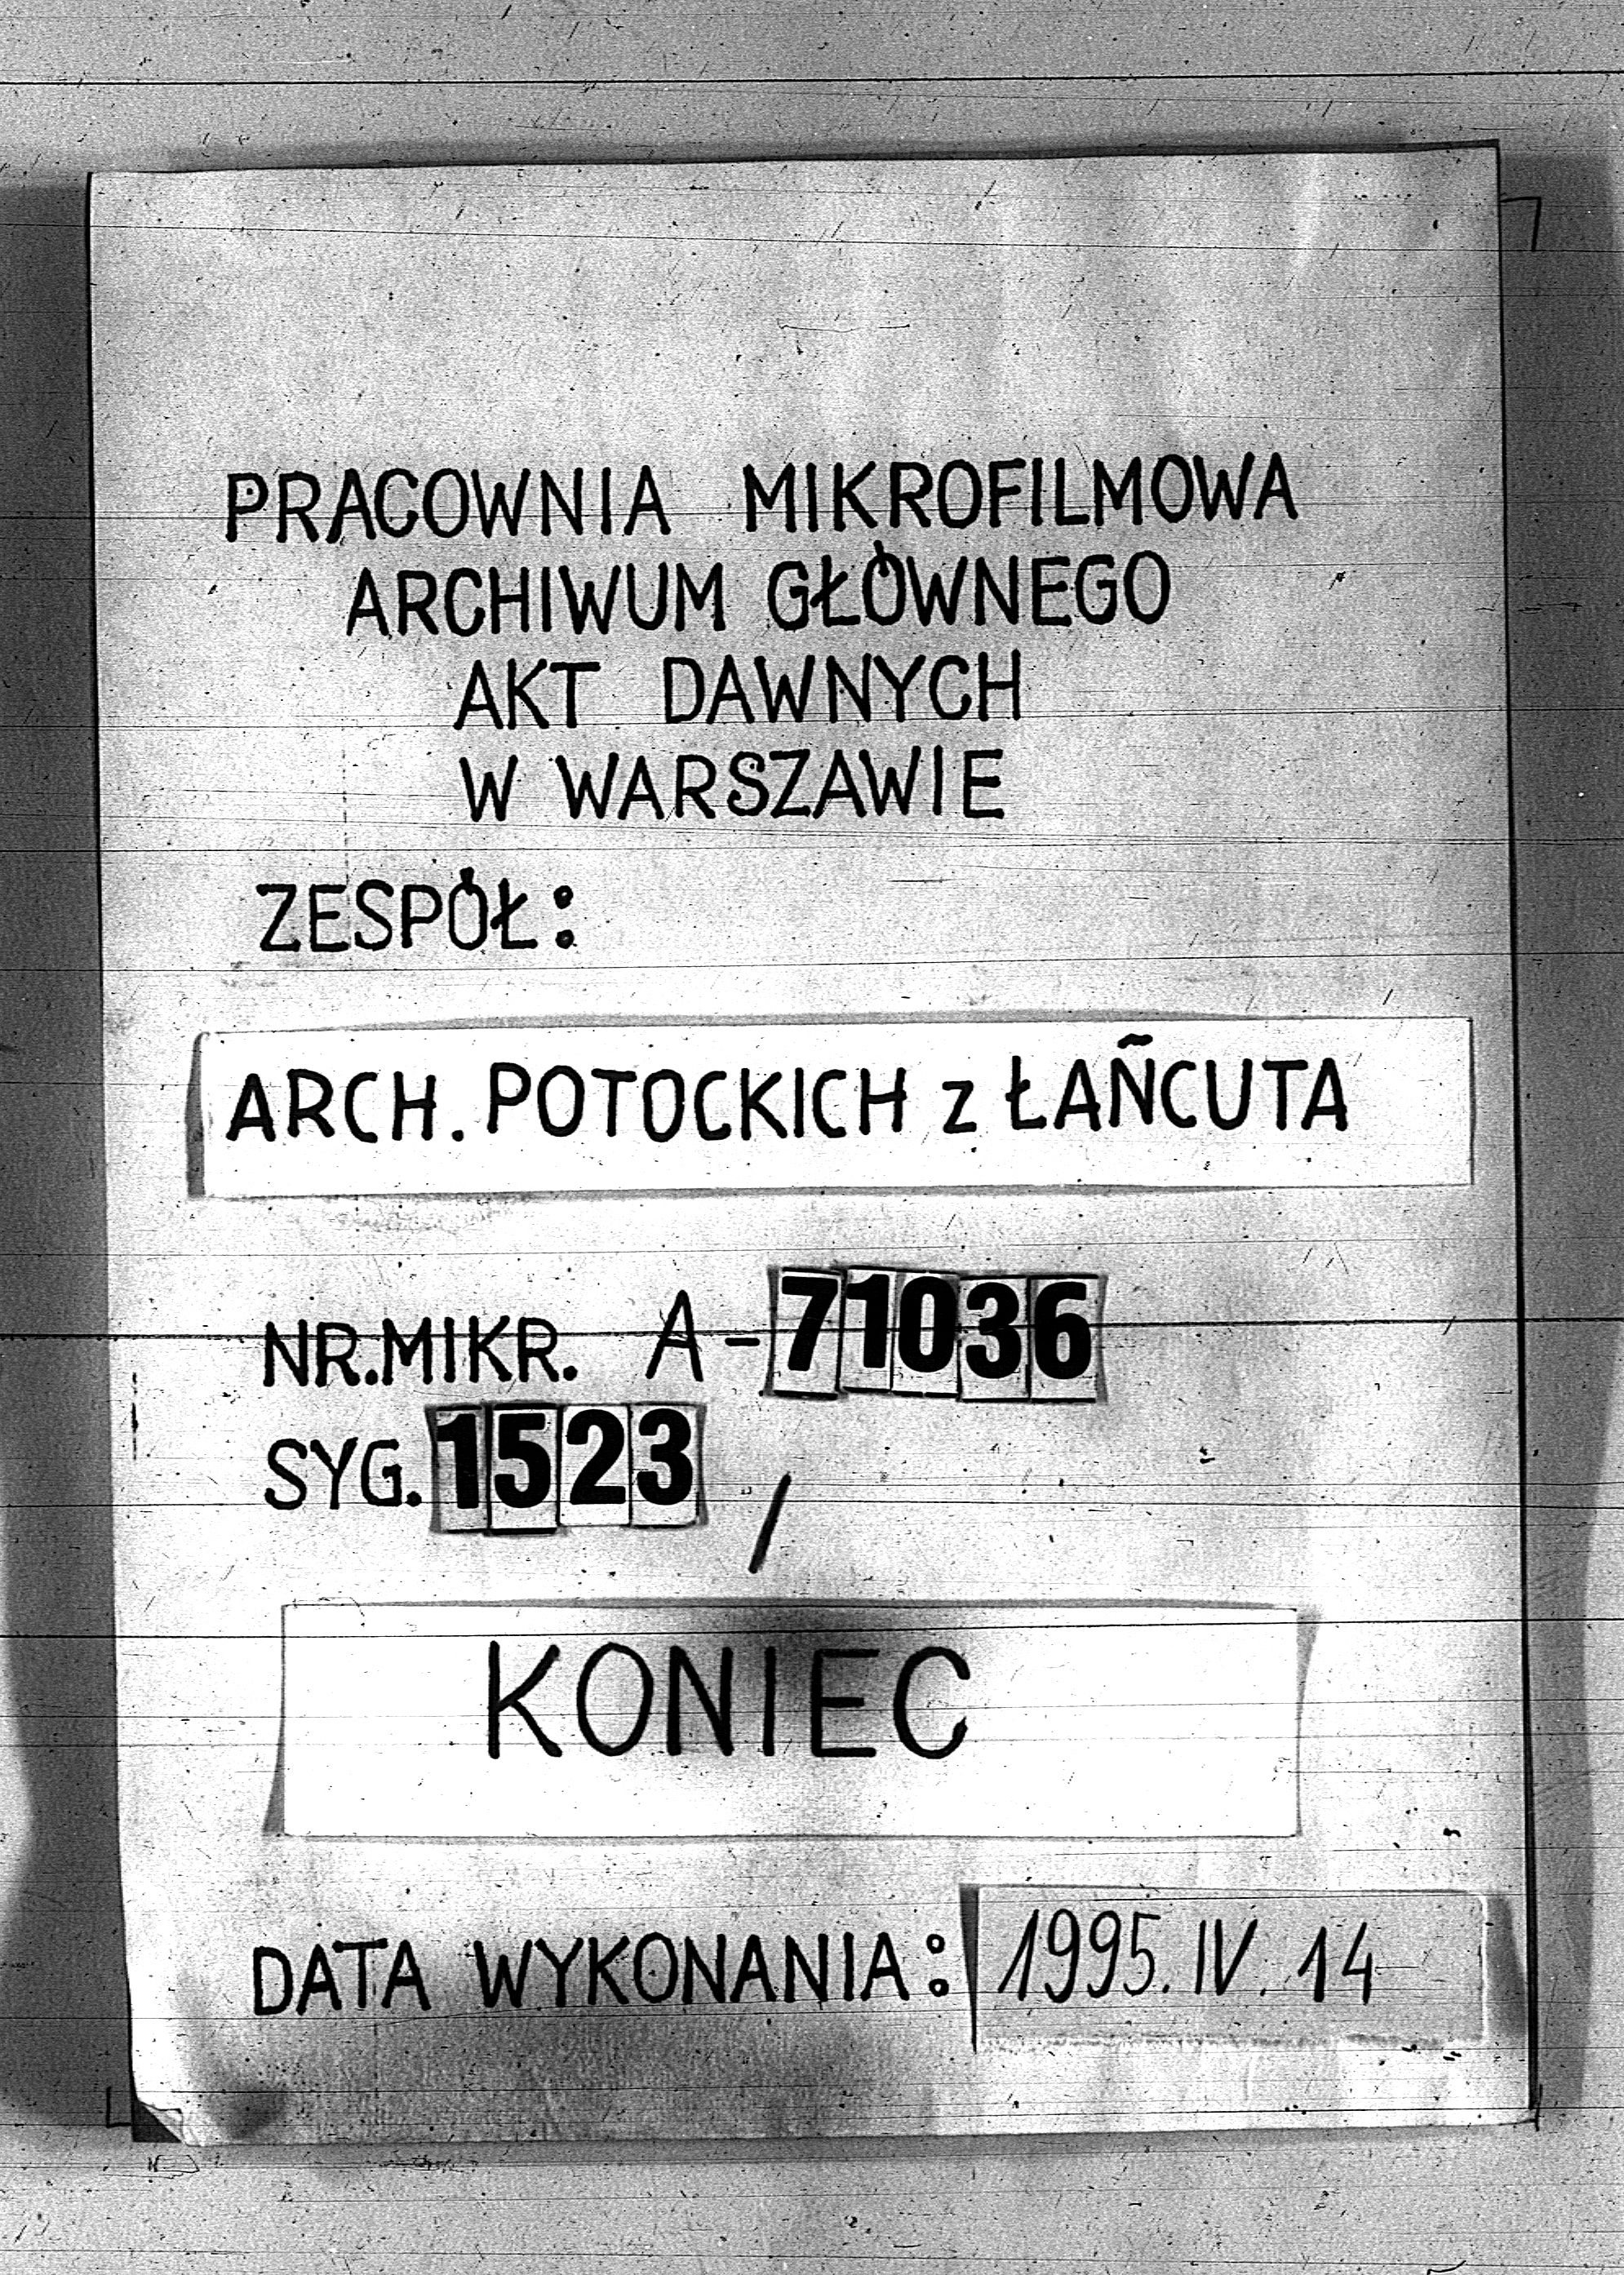 PRACOWNIA MIKROFILMOWA
ARCHIWUM GŁÓWNEGO
AKT DAWNYCH
W WARSZAWIE
ZESPÓŁ:
ARCH. POTOCKICH z ŁAŃCUTA
NR.MIKR. A-71036
SYG. 1523 /
KONIEC
DATA WYKONANIA: 1995. IV. 14